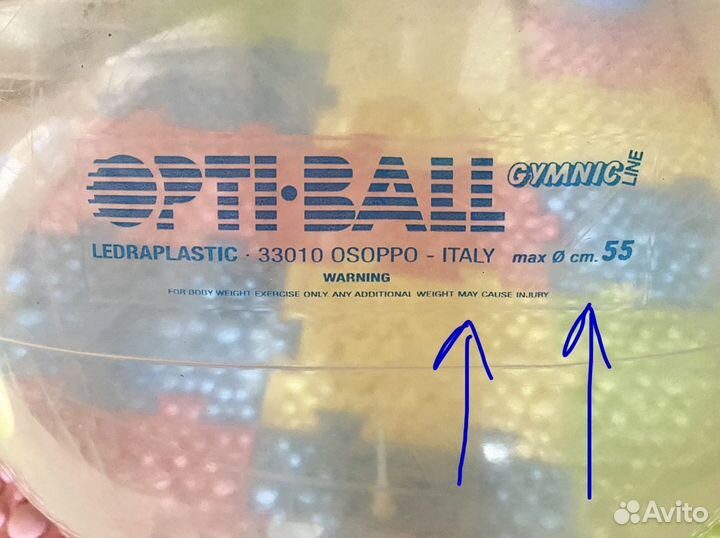 OPTI•BALL GYMNIC LINE
LEDRAPLASTIC · 33010 OSOPPO - ITALY max Ø cm. 55
WARNING
FOR BODY WEIGHT EXERCISE ONLY. ANY ADDITIONAL WEIGHT MAY CAUSE INJURY
Avito